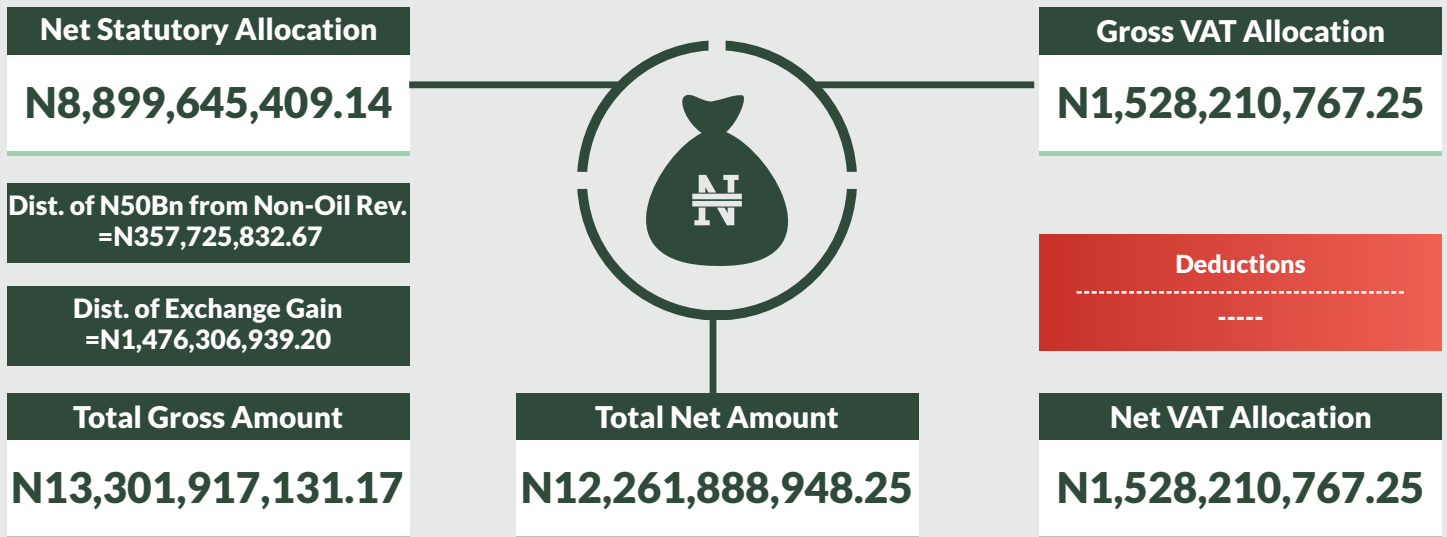 Net Statutory Allocation
N8,899,645,409.14
Dist. of N50Bn from Non-Oil Rev.
=N357,725,832.67
Dist. of Exchange Gain
=N1,476,306,939.20
Total Gross Amount
N13,301,917,131.17
₦
Total Net Amount
N12,261,888,948.25
Gross VAT Allocation
N1,528,210,767.25
Deductions
--------------------------------------------
-----
Net VAT Allocation
N1,528,210,767.25